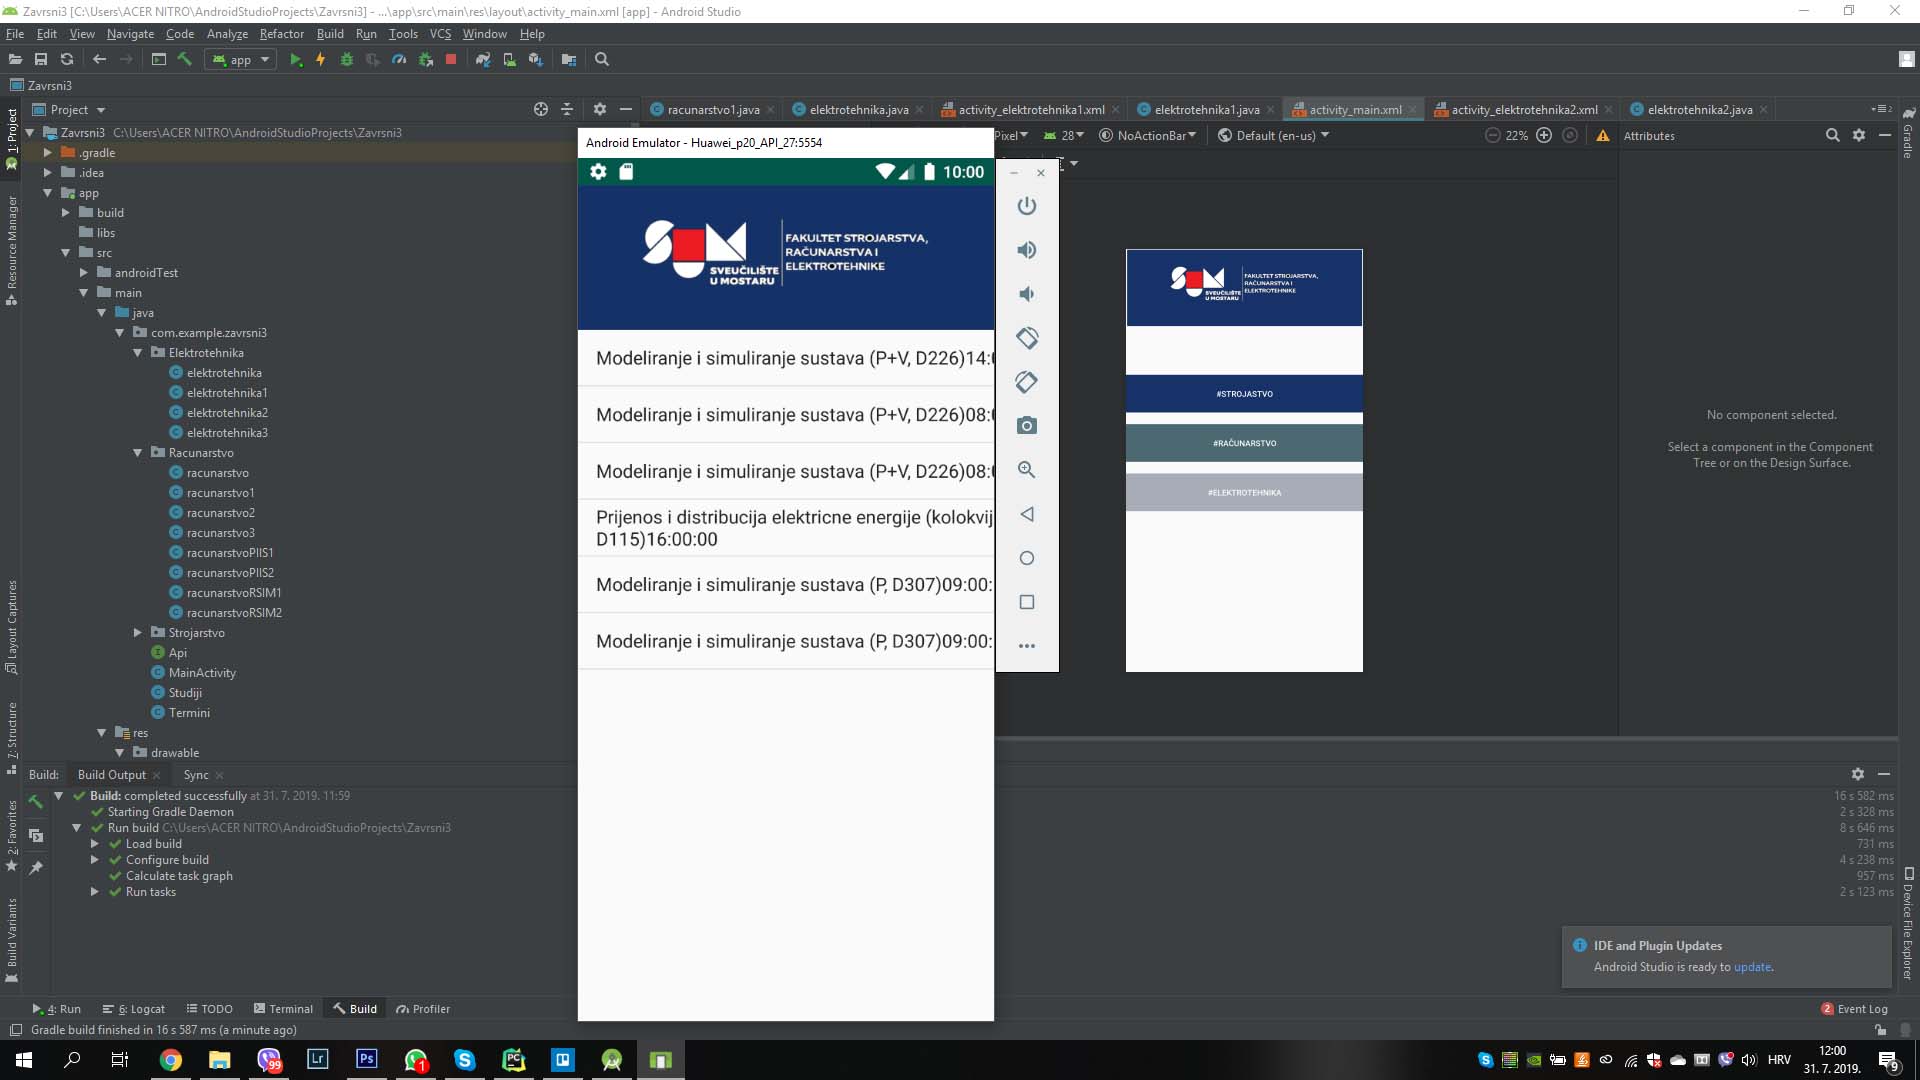 Zavrsni3 [C:\Users\ACER NITRO\AndroidStudioProjects\Zavrsni3] - ...\app\src\main\res\layout\activity_main.xml [app] - Android Studio
File Edit View Navigate Code Analyze Refactor Build Run Tools VCS Window Help
app
Zavrsni3
Project
racunarstvo1.java elektrotehnika.java activity_elektrotehnika1.xml elektrotehnika1.java activity_main.xml activity_elektrotehnika2.xml elektrotehnika2.java
Pixel 28 NoActionBar Default (en-us) 22% Attributes
Zavrsni3 C:\Users\ACER NITRO\AndroidStudioProjects\Zavrsni3
.gradle
.idea
app
build
libs
src
androidTest
main
java
com.example.zavrsni3
Elektrotehnika
elektrotehnika
elektrotehnika1
elektrotehnika2
elektrotehnika3
Racunarstvo
racunarstvo
racunarstvo1
racunarstvo2
racunarstvo3
racunarstvoPIIS1
racunarstvoPIIS2
racunarstvoRSIM1
racunarstvoRSIM2
Strojarstvo
Api
MainActivity
Studiji
Termini
res
drawable
1: Project
Resource Manager
Layout Captures
7: Structure
2: Favorites
Build Variants
Android Emulator - Huawei_p20_API_27:5554
10:00
SVEUČILIŠTE
U MOSTARU
FAKULTET STROJARSTVA,
RAČUNARSTVA I
ELEKTROTEHNIKE
Modeliranje i simuliranje sustava (P+V, D226)14:
Modeliranje i simuliranje sustava (P+V, D226)08:
Modeliranje i simuliranje sustava (P+V, D226)08:
Prijenos i distribucija elektricne energije (kolokvij
D115)16:00:00
Modeliranje i simuliranje sustava (P, D307)09:00:
Modeliranje i simuliranje sustava (P, D307)09:00:
SVEUČILIŠTE
U MOSTARU
FAKULTET STROJARSTVA,
RAČUNARSTVA I
ELEKTROTEHNIKE
#STROJASTVO
#RAČUNARSTVO
#ELEKTROTEHNIKA
No component selected.
Select a component in the Component
Tree or on the Design Surface.
Gradle
Device File Explorer
Build: Build Output Sync
Build: completed successfully at 31. 7. 2019. 11:59 16 s 582 ms
Starting Gradle Daemon 2 s 328 ms
Run build C:\Users\ACER NITRO\AndroidStudioProjects\Zavrsni3 8 s 646 ms
Load build 731 ms
Configure build 4 s 238 ms
Calculate task graph 957 ms
Run tasks 2 s 123 ms
IDE and Plugin Updates
Android Studio is ready to update.
4: Run 6: Logcat TODO Terminal Build Profiler 2 Event Log
Gradle build finished in 16 s 587 ms (a minute ago)
99 Lr Ps 1 PC HRV 12:00
31. 7. 2019. 9